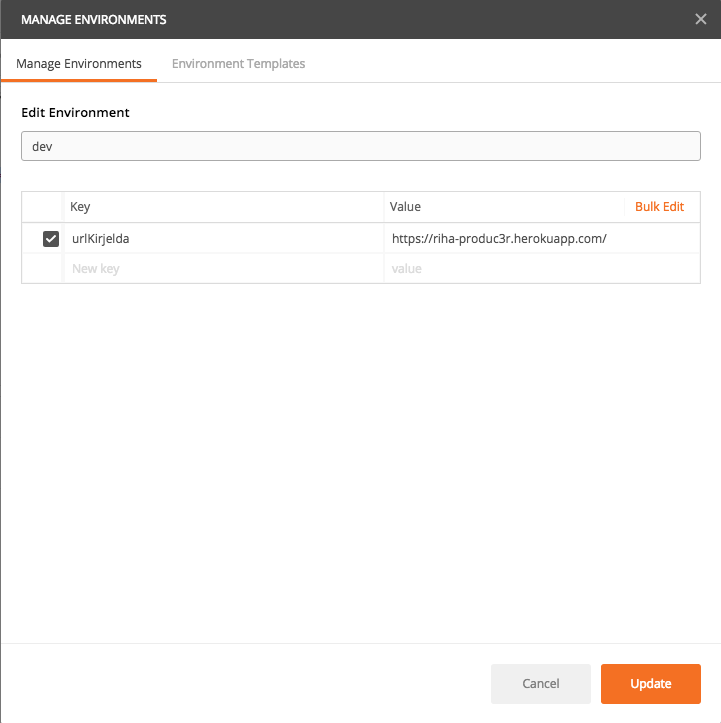 MANAGE ENVIRONMENTS
Manage Environments Environment Templates
Edit Environment
dev
Key Value Bulk Edit
urlKirjelda https://riha-produc3r.herokuapp.com/
New key value
Cancel Update